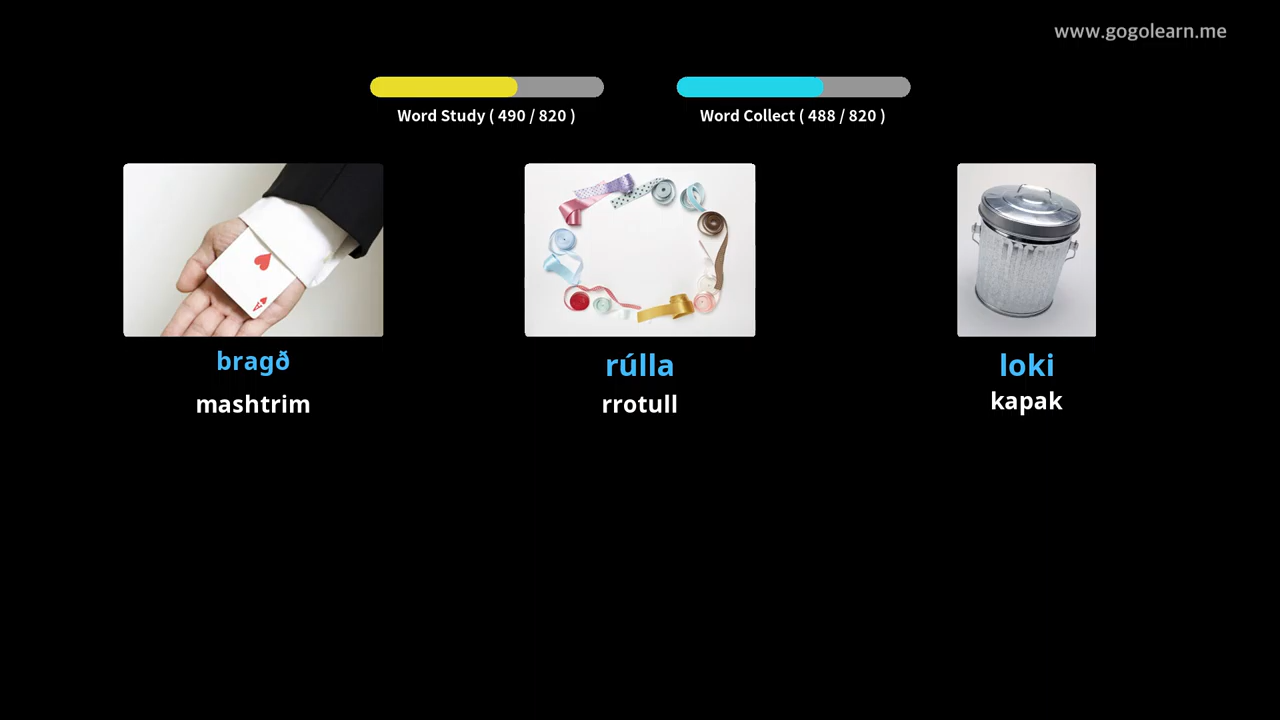 www.gogolearn.me
Word Study ( 490 / 820 )
Word Collect ( 488 / 820 )
bragð
mashtrim
rúlla
rrotull
loki
kapak